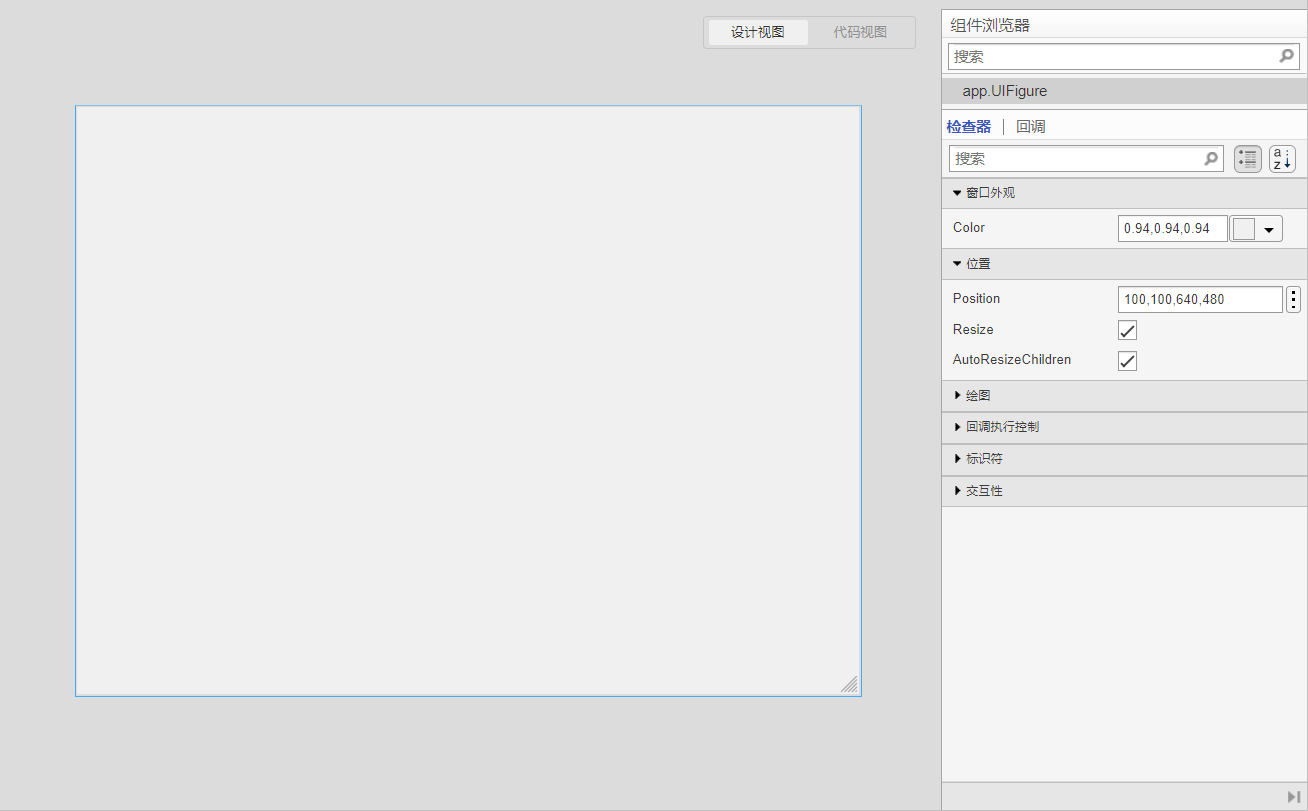 设计视图 代码视图
组件浏览器
搜索
app.UIFigure
检查器 回调
搜索
a
z
窗口外观
Color 0.94,0.94,0.94
位置
Position 100,100,640,480
Resize
AutoResizeChildren
绘图
回调执行控制
标识符
交互性